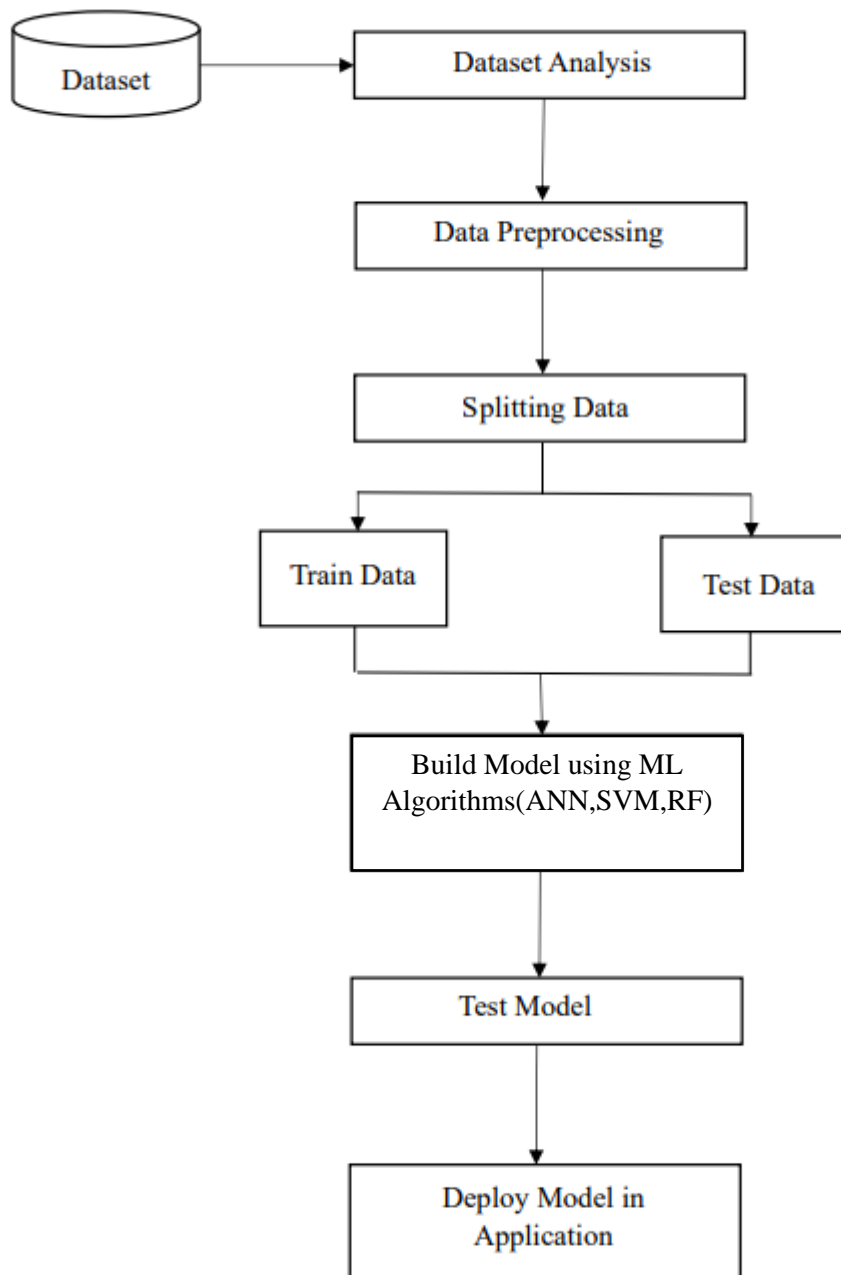 Dataset
Dataset Analysis
Data Preprocessing
Splitting Data
Train Data
Test Data
Build Model using ML
Algorithms(ANN,SVM,RF)
Test Model
Deploy Model in
Application